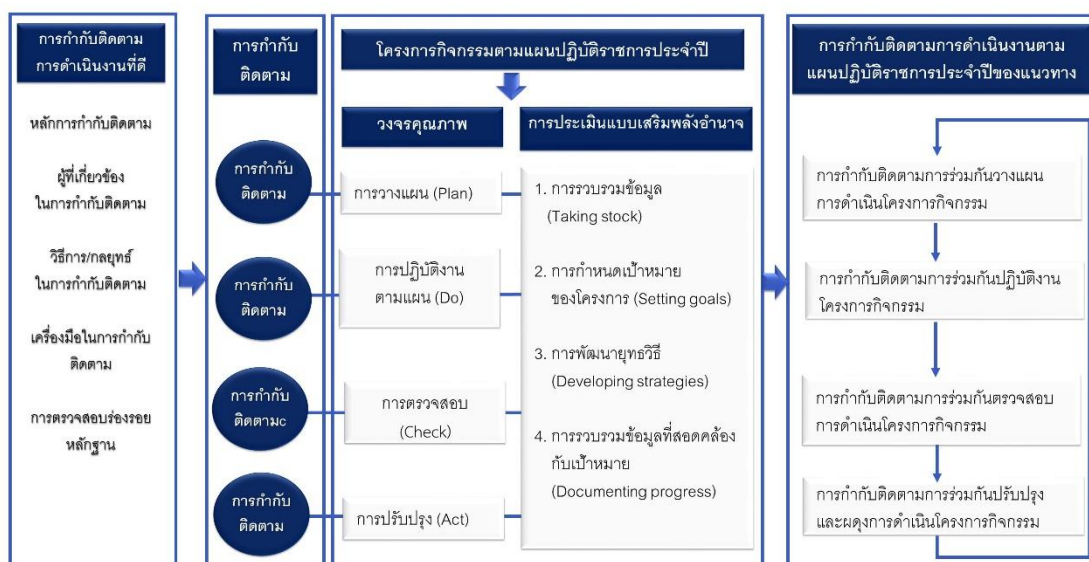 การกำกับติดตาม
การดำเนินงานที่ดี
หลักการกำกับติดตาม
ผู้ที่เกี่ยวข้อง
ในการกำกับติดตาม
วิธีการ/กลยุทธ์
ในการกำกับติดตาม
เครื่องมือในการกำกับ
ติดตาม
การตรวจสอบร่องรอย
หลักฐาน
การกำกับ
ติดตาม
การกำกับ
ติดตาม
การกำกับ
ติดตาม
การกำกับ
ติดตามc
การกำกับ
ติดตาม
โครงการกิจกรรมตามแผนปฏิบัติราชการประจำปี
วงจรคุณภาพ
การวางแผน (Plan)
การปฏิบัติงาน
ตามแผน (Do)
การตรวจสอบ
(Check)
การปรับปรุง (Act)
การประเมินแบบเสริมพลังอำนาจ
1. การรวบรวมข้อมูล
(Taking stock)
2. การกำหนดเป้าหมาย
ของโครงการ (Setting goals)
3. การพัฒนายุทธวิธี
(Developing strategies)
4. การรวบรวมข้อมูลที่สอดคล้อง
กับเป้าหมาย
(Documenting progress)
การกำกับติดตามการดำเนินงานตาม
แผนปฏิบัติราชการประจำปีของแนวทาง
การกำกับติดตามการร่วมกันวางแผน
การดำเนินโครงการกิจกรรม
การกำกับติดตามการร่วมกันปฏิบัติงาน
โครงการกิจกรรม
การกำกับติดตามการร่วมกันตรวจสอบ
การดำเนินโครงการกิจกรรม
การกำกับติดตามการร่วมกันปรับปรุง
และผดุงการดำเนินโครงการกิจกรรม